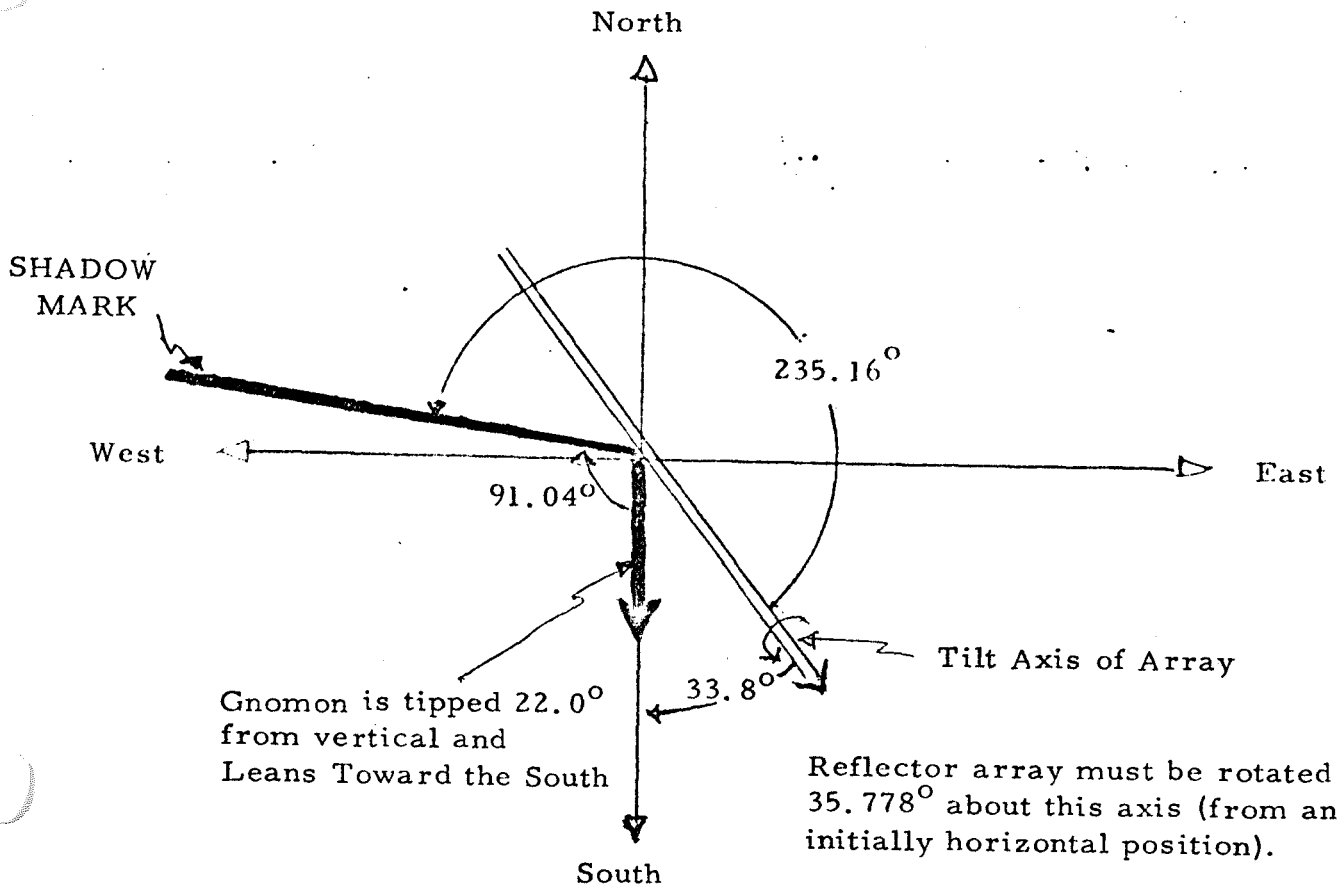 North
SHADOW
MARK
235.16°
West
East
91.04°
Tilt Axis of Array
33.8°
Gnomon is tipped 22.0°
from vertical and
Leans Toward the South
Reflector array must be rotated
35.778° about this axis (from an
initially horizontal position).
South